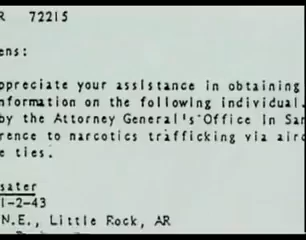 R 72215
ens:
ppreciate your assistance in obtaining
nformation on the following individual.
by the Attorney General's Office in San
rence to narcotics trafficking via airc
e ties.
sater
1-2-43
N.E., Little Rock, AR